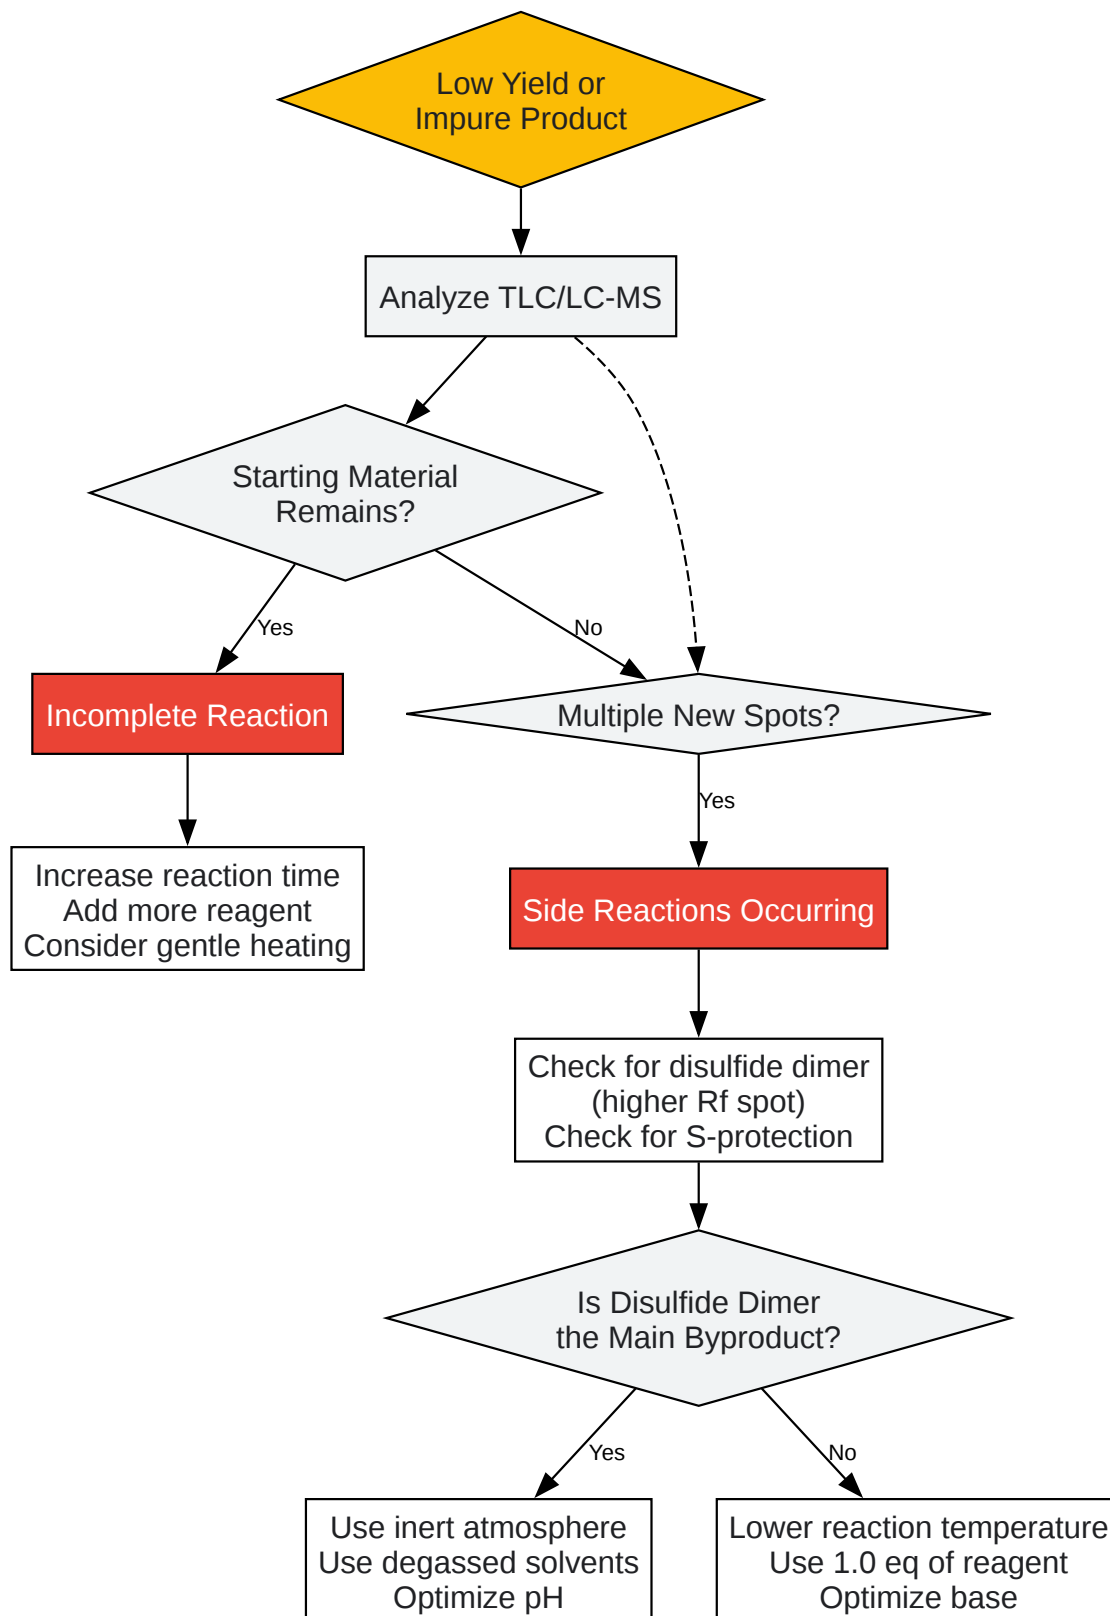 Low Yield or
Impure Product
Analyze TLC/LC-MS
Starting Material
Remains?
Yes
No
Incomplete Reaction
Multiple New Spots?
Yes
Increase reaction time
Add more reagent
Consider gentle heating
Side Reactions Occurring
Check for disulfide dimer
(higher Rf spot)
Check for S-protection
Is Disulfide Dimer
the Main Byproduct?
Yes
No
Use inert atmosphere
Use degassed solvents
Optimize pH
Lower reaction temperature
Use 1.0 eq of reagent
Optimize base